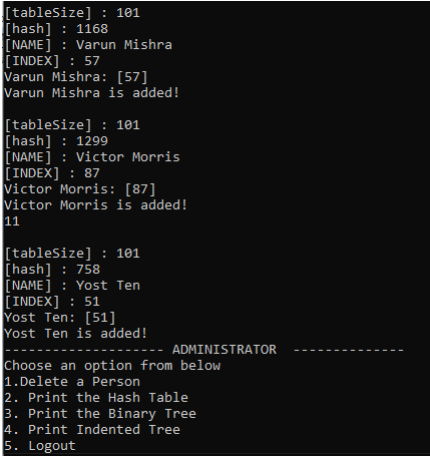 [tableSize] : 101
[hash] : 1168
[NAME] : Varun Mishra
[INDEX] : 57
Varun Mishra: [57]
Varun Mishra is added!
[tableSize] : 101
[hash] : 1299
[NAME] : Victor Morris
[INDEX] : 87
Victor Morris: [87]
Victor Morris is added!
11
[tableSize] : 101
[hash] : 758
[NAME] : Yost Ten
[INDEX] : 51
Yost Ten: [51]
Yost Ten is added!
-------------------- ADMINISTRATOR  --------------
Choose an option from below
1.Delete a Person
2. Print the Hash Table
3. Print the Binary Tree
4. Print Indented Tree
5. Logout